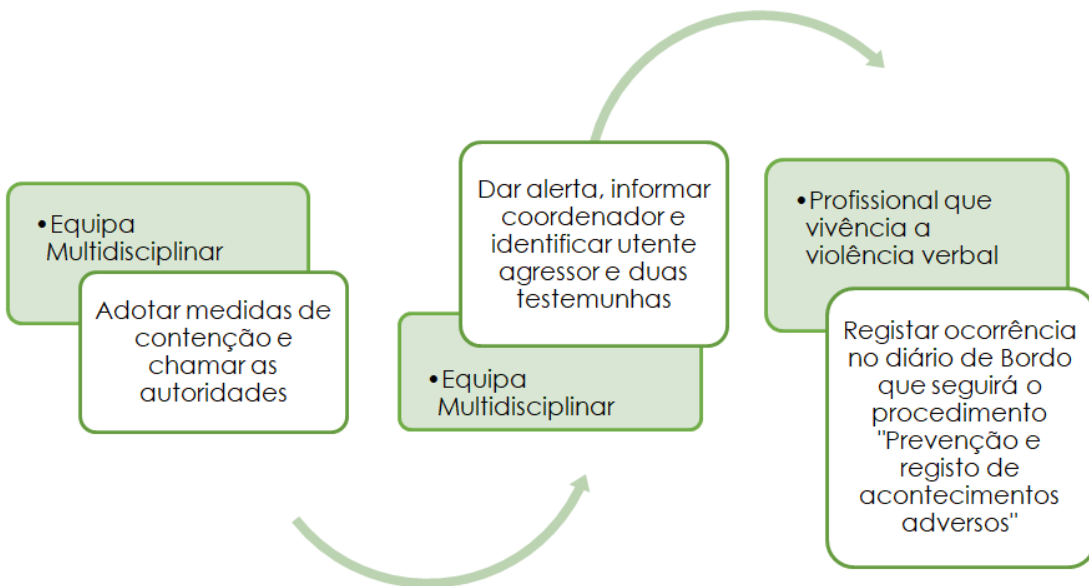 •Equipa
Multidisciplinar
Adotar medidas de
contenção e
chamar as
autoridades
Dar alerta, informar
coordenador e
identificar utente
agressor e duas
testemunhas
•Equipa
Multidisciplinar
•Profissional que
vivência a
violência verbal
Registar ocorrência
no diário de Bordo
que seguirá o
procedimento
"Prevenção e
registo de
acontecimentos
adversos"